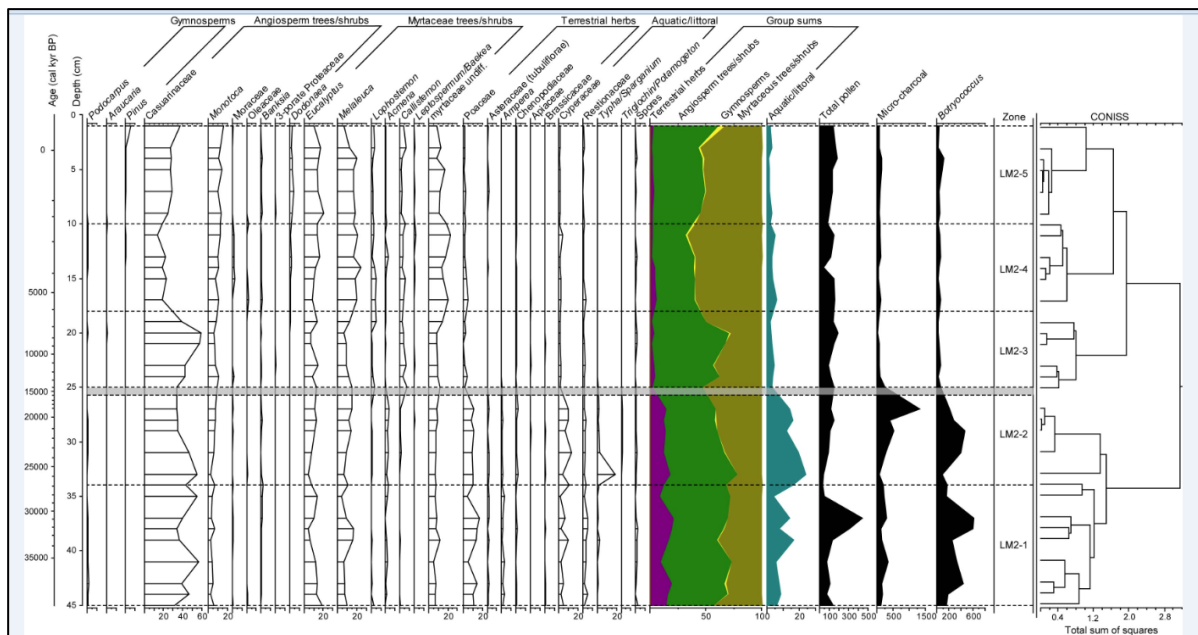 Gymnosperms
Angiosperm trees/shrubs
Myrtaceae trees/shrubs
Terrestrial herbs
Aquatic/littoral
Group sums
Age (cal kyr BP)
Depth (cm)
Podocarpus
Araucaria
Pinus
Casuarinaceae
Monotoca
Moraceae
Oleaceae
Banksia
3-porate Proteaceae
Dodonaea
Eucalyptus
Melaleuca
Lophostemon
Acmena
Callistemon
Leptospermum/Baekea
myrtaceae undiff.
Poaceae
Asteraceae (tubuliflorae)
Amperea
Chenopodiaceae
Apiaceae
Brassicaceae
Cyperaceae
Restionaceae
Typha/Sparganium
Triglochin/Potamogeton
Spores
Terrestrial herbs
Angiosperm trees/shrubs
Gymnosperms
Myrtaceous trees/shrubs
Aquatic/littoral
Total pollen
Micro-charcoal
Botryococcus
Zone
CONISS
0
5000
10000
15000
20000
25000
30000
35000
0
5
10
15
20
25
30
35
40
45
LM2-5
LM2-4
LM2-3
LM2-2
LM2-1
20 40 60
20
20
20
20
20
20
20
50 100
20
100 300
500 1500
200 600
0.4 1.2 2.0 2.8
Total sum of squares